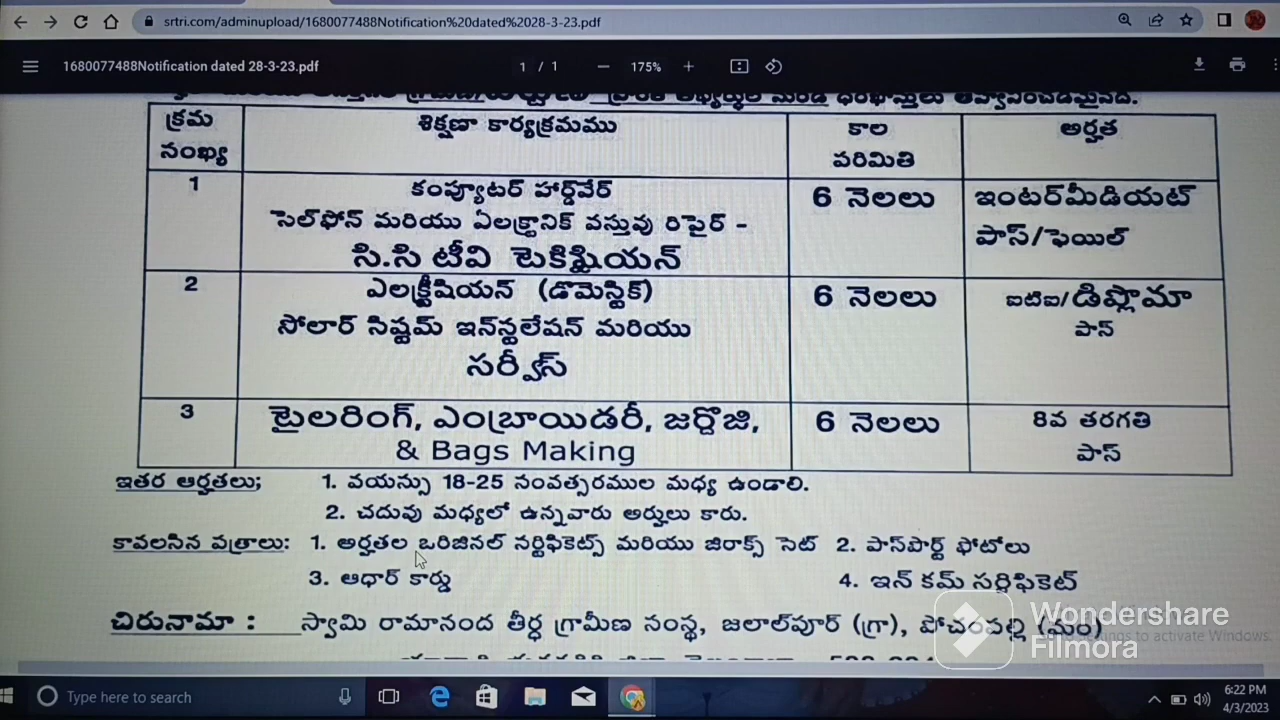 srtri.com/adminupload/1680077488Notification%20dated%2028-3-23.pdf
1680077488Notification dated 28-3-23.pdf
1 / 1
175%
క్రమ సంఖ్య
శిక్షణా కార్యక్రమము
కాల పరిమితి
అర్హత
1
కంప్యూటర్ హార్డ్‌వేర్
సెల్‌ఫోన్ మరియు ఏలక్ట్రానిక్ వస్తువు రిపైర్ -
సి.సి టీవి టెకినీషియన్
6 నెలలు
ఇంటర్‌మీడియట్
పాస్/ఫెయిల్
2
ఎలక్ట్రీషియన్ (డొమెస్టిక్)
సోలార్ సిష్టమ్ ఇన్‌స్టలేషన్ మరియు
సర్వీస్
6 నెలలు
ఐటిఐ/డిప్లొమా
పాస్
3
టైలరింగ్, ఎంబ్రాయిడరీ, జర్దొజి,
& Bags Making
6 నెలలు
8వ తరగతి
పాస్
ఇతర ఆర్హతలు; 1. వయస్సు 18-25 సంవత్సరముల మధ్య ఉండాలి.
2. చదువు మధ్యలో ఉన్నవారు అర్హులు కారు.
కావలసిన పత్రాలు: 1. అర్హతల ఒరిజినల్ సర్టిఫికెట్స్ మరియు జిరాక్స్ సెట్ 2. పాస్‌పొర్ట్ ఫోటోలు
3. ఆధార్ కార్డు 4. ఇన్ కమ్ సర్టిఫికెట్
చిరునామా : స్వామి రామానంద తీర్థ గ్రామీణ సంస్థ, జలాల్‌పూర్ (గ్రా), పోచంపల్లి (మం)
Wondershare
Filmora
to activate Windows.
Type here to search
6:22 PM
4/3/2023